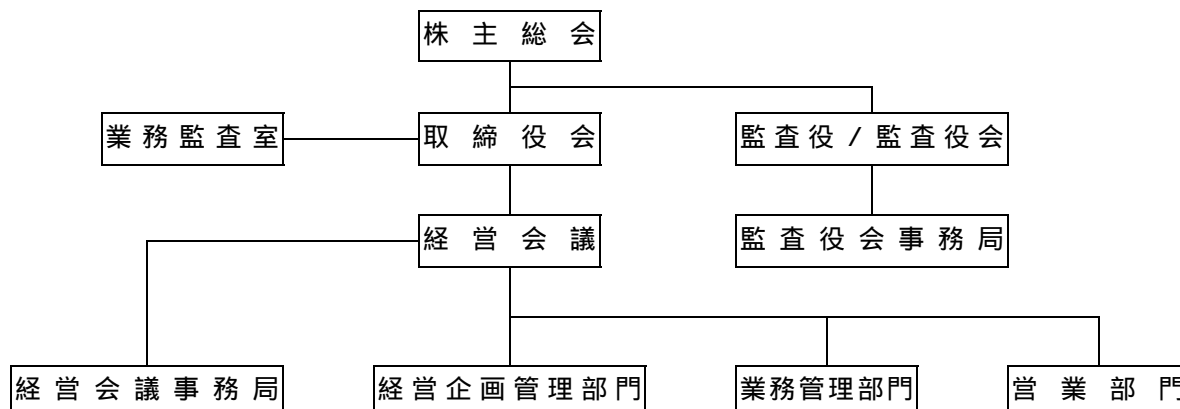 株主総会
業務監査室
取締役会
監査役/監査役会
経営会議
監査役会事務局
経営会議事務局
経営企画管理部門
業務管理部門
営業部門